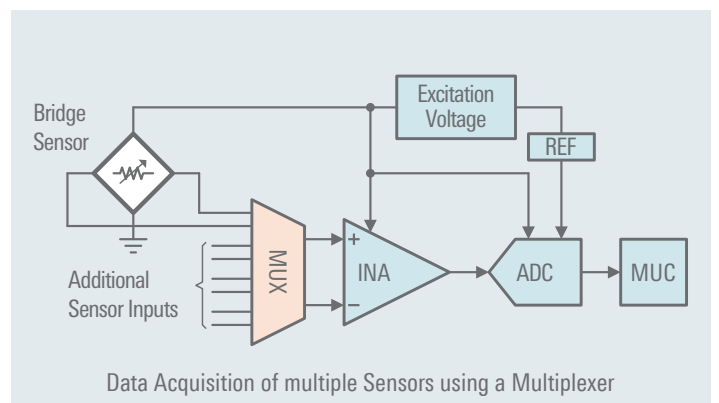 Excitation
Voltage
Bridge
Sensor
REF
MUX
+
−
INA
ADC
MUC
Additional
Sensor Inputs
Data Acquisition of multiple Sensors using a Multiplexer